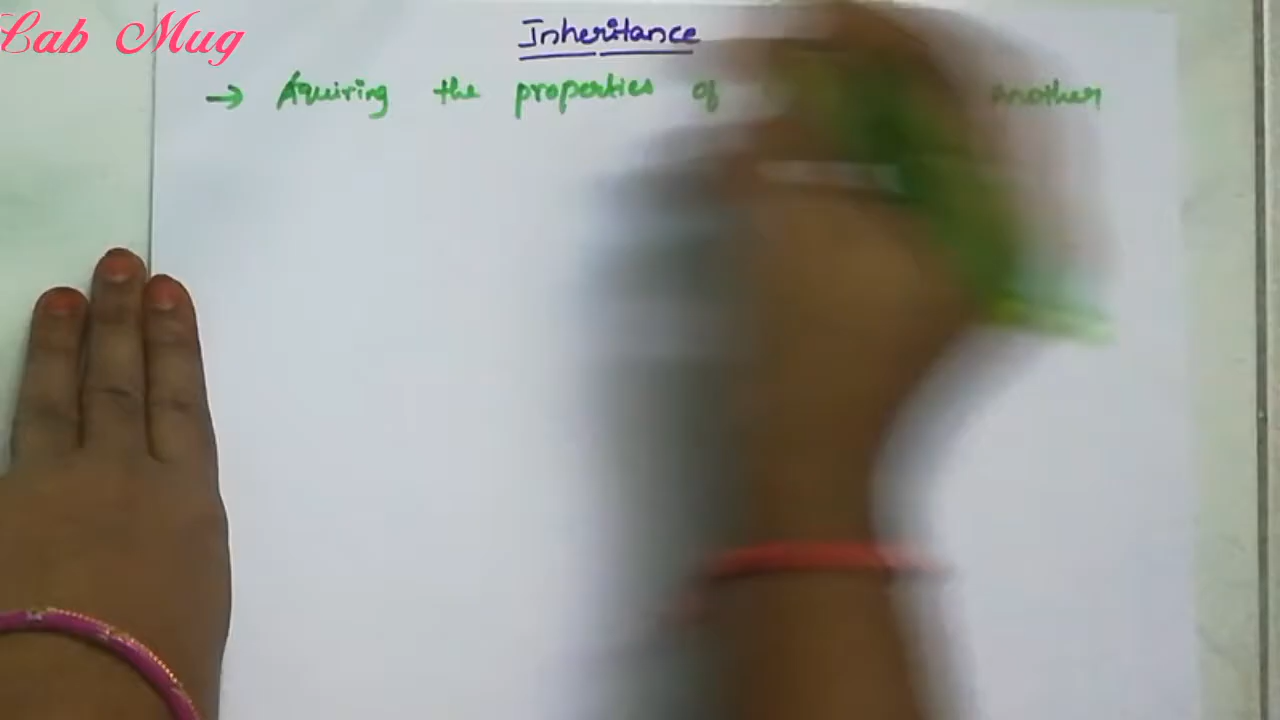 Lab Mug
Inheritance
→ Aquiring the properties of another